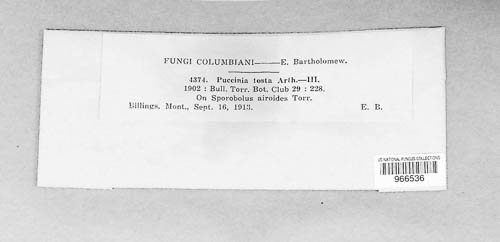 FUNGI COLUMBIANI——E. Bartholomew.
4374. Puccinia tosta Arth.—III.
1902 : Bull. Torr. Bot. Club 29 : 228.
On Sporobolus airoides Torr.
Billings, Mont., Sept. 16, 1913. E. B.
US NATIONAL FUNGUS COLLECTIONS
966536